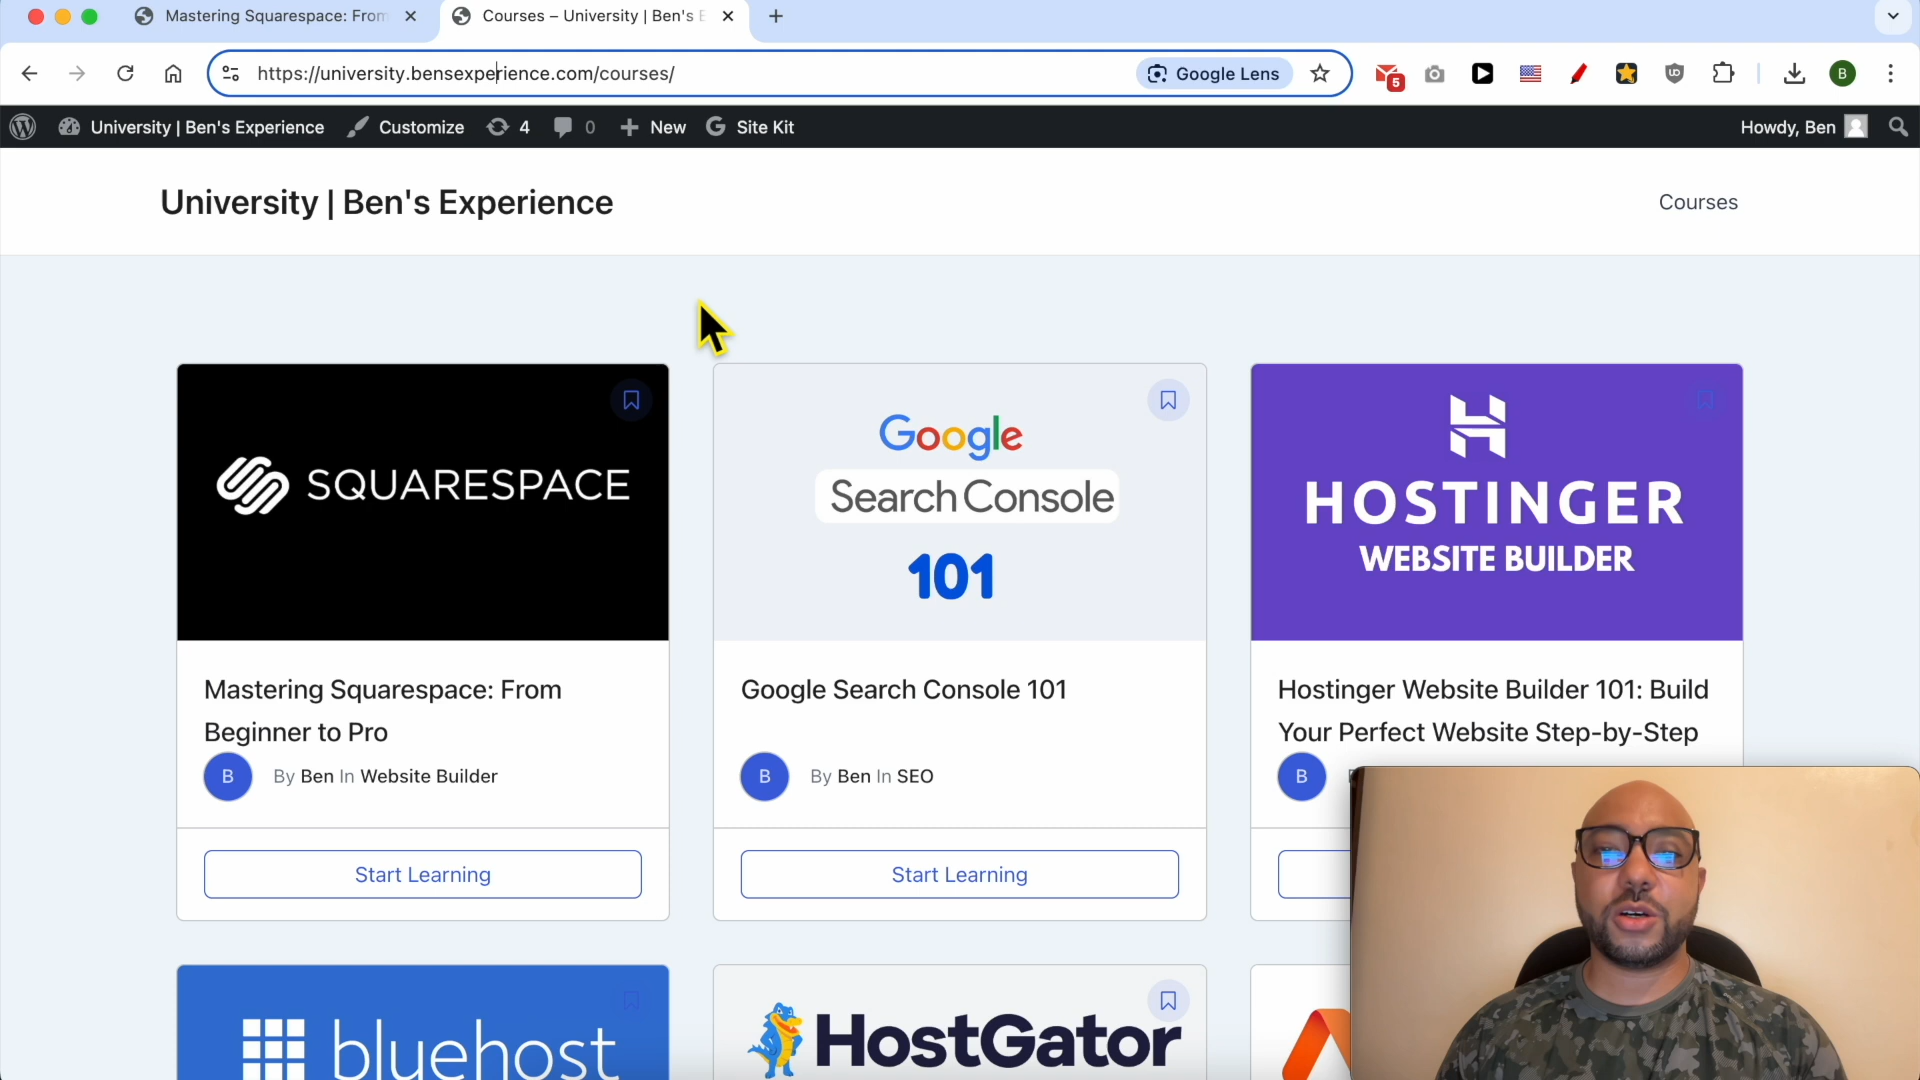 Mastering Squarespace: From
Courses – University | Ben's E
https://university.bensexperience.com/courses/
Google Lens
5
B
University | Ben's Experience
Customize
4
0
New
Site Kit
Howdy, Ben
University | Ben's Experience
Courses
SQUARESPACE
Google
Search Console
101
HOSTINGER
WEBSITE BUILDER
Mastering Squarespace: From
Beginner to Pro
B
By Ben In Website Builder
Start Learning
Google Search Console 101
B
By Ben In SEO
Start Learning
Hostinger Website Builder 101: Build
Your Perfect Website Step-by-Step
B
bluehost
HostGator